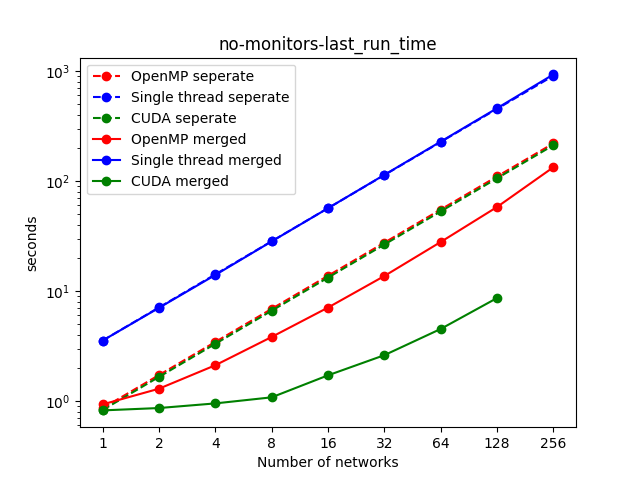 no-monitors-last_run_time
OpenMP seperate
Single thread seperate
CUDA seperate
OpenMP merged
Single thread merged
CUDA merged
seconds
10³
10²
10¹
10⁰
1 2 4 8 16 32 64 128 256
Number of networks